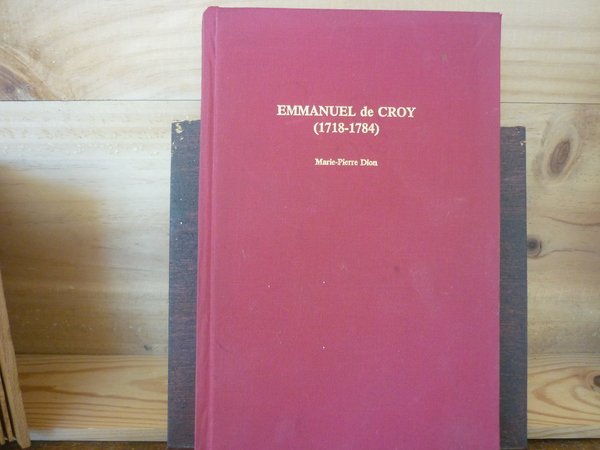 EMMANUEL de CROY
(1718-1784)
Marie-Pierre Dion